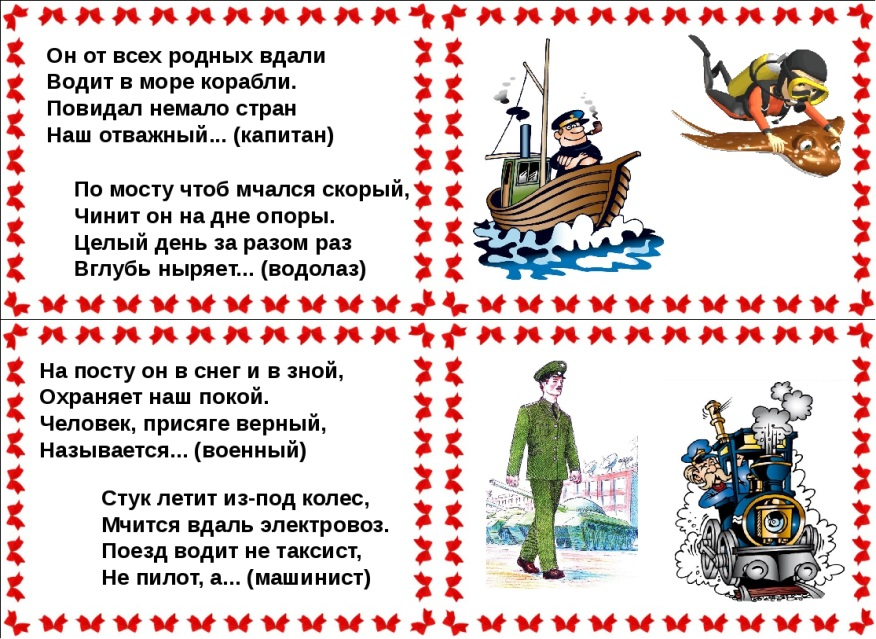 Он от всех родных вдали
Водит в море корабли.
Повидал немало стран
Наш отважный... (капитан)
По мосту чтоб мчался скорый,
Чинит он на дне опоры.
Целый день за разом раз
Вглубь ныряет... (водолаз)
На посту он в снег и в зной,
Охраняет наш покой.
Человек, присяге верный,
Называется... (военный)
Стук летит из-под колес,
Мчится вдаль электровоз.
Поезд водит не таксист,
Не пилот, а... (машинист)